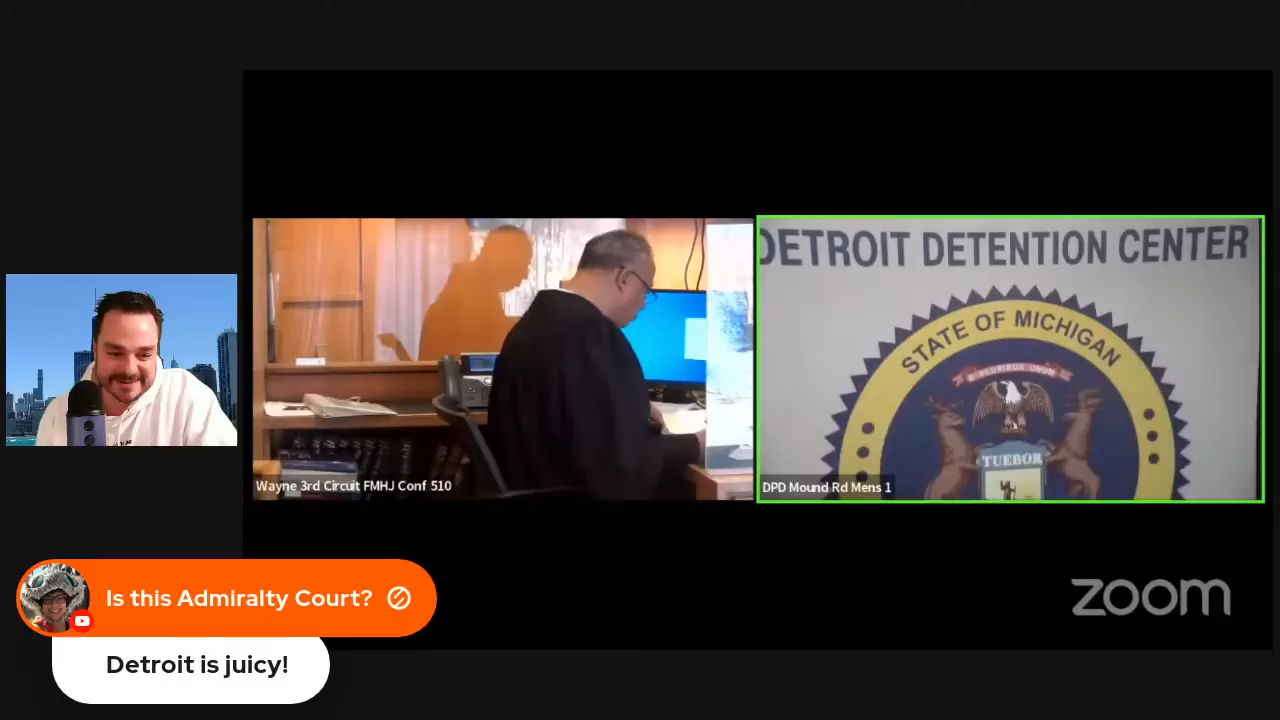 DETROIT DETENTION CENTER
STATE OF MICHIGAN
E PLURIBUS UNUM
TUEBOR
Wayne 3rd Circuit FMHJ Conf 510
DPD Mound Rd Mens 1
zoom
Is this Admiralty Court?
Detroit is juicy!